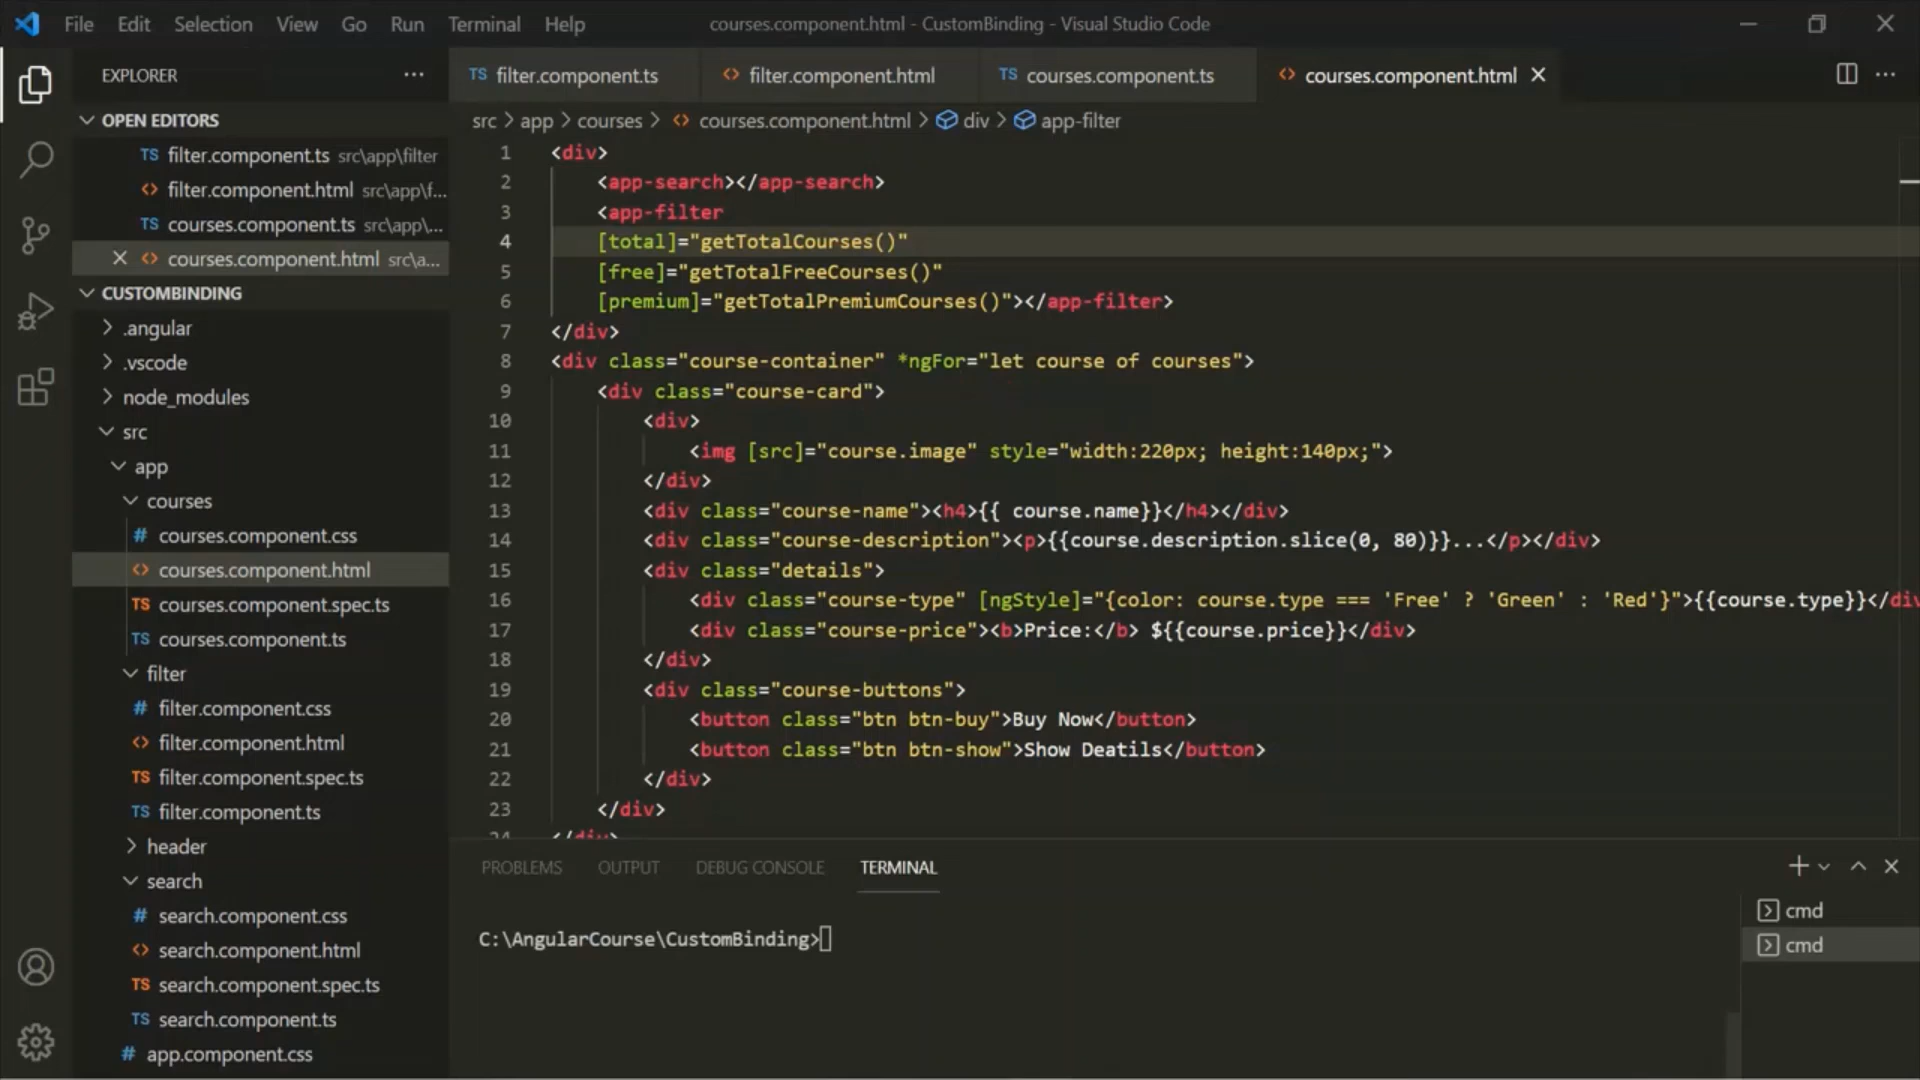 File Edit Selection View Go Run Terminal Help
courses.component.html - CustomBinding - Visual Studio Code
EXPLORER
OPEN EDITORS
TS filter.component.ts src\app\filter
<> filter.component.html src\app\f...
TS courses.component.ts src\app\...
<> courses.component.html src\a...
CUSTOMBINDING
.angular
.vscode
node_modules
src
app
courses
# courses.component.css
<> courses.component.html
TS courses.component.spec.ts
TS courses.component.ts
filter
# filter.component.css
<> filter.component.html
TS filter.component.spec.ts
TS filter.component.ts
header
search
# search.component.css
<> search.component.html
TS search.component.spec.ts
TS search.component.ts
# app.component.css
TS filter.component.ts <> filter.component.html TS courses.component.ts <> courses.component.html
src > app > courses > <> courses.component.html > div > app-filter
1 <div>
2 <app-search></app-search>
3 <app-filter
4 [total]="getTotalCourses()"
5 [free]="getTotalFreeCourses()"
6 [premium]="getTotalPremiumCourses()"></app-filter>
7 </div>
8 <div class="course-container" *ngFor="let course of courses">
9 <div class="course-card">
10 <div>
11 <img [src]="course.image" style="width:220px; height:140px;">
12 </div>
13 <div class="course-name"><h4>{{ course.name}}</h4></div>
14 <div class="course-description"><p>{{course.description.slice(0, 80)}}...</p></div>
15 <div class="details">
16 <div class="course-type" [ngStyle]="{color: course.type === 'Free' ? 'Green' : 'Red'}">{{course.type}}</div
17 <div class="course-price"><b>Price:</b> ${{course.price}}</div>
18 </div>
19 <div class="course-buttons">
20 <button class="btn btn-buy">Buy Now</button>
21 <button class="btn btn-show">Show Deatils</button>
22 </div>
23 </div>
24 </div>
PROBLEMS OUTPUT DEBUG CONSOLE TERMINAL
C:\AngularCourse\CustomBinding>
cmd
cmd